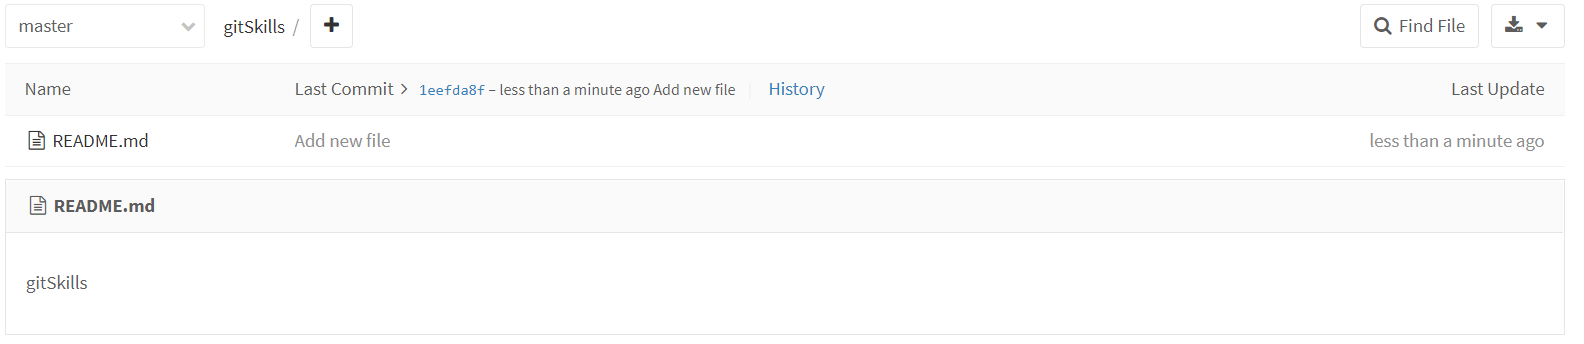 master gitSkills / + Find File
Name Last Commit > 1eefda8f – less than a minute ago Add new file History Last Update
README.md Add new file less than a minute ago
README.md
gitSkills